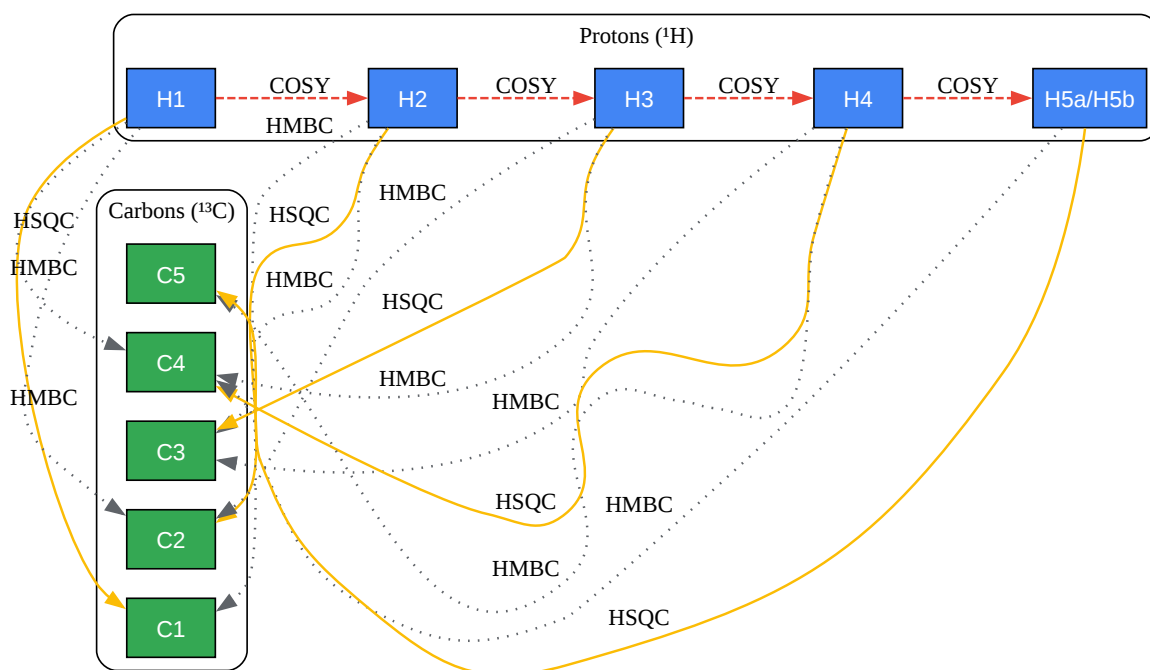 Protons (¹H)
H1
COSY
H2
COSY
H3
COSY
H4
COSY
H5a/H5b
HMBC
HMBC
Carbons (¹³C)
HSQC
HSQC
HMBC
HMBC
C5
HSQC
C4
HMBC
HMBC
HMBC
C3
HSQC
HMBC
C2
HMBC
HSQC
C1